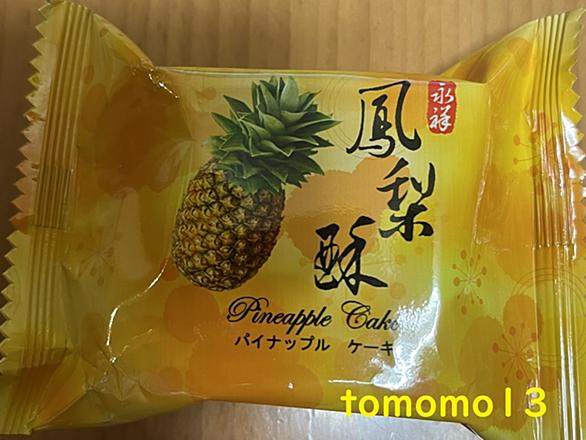 永祥
鳳梨酥
Pineapple Cake
パイナップル ケーキ
tomomo13